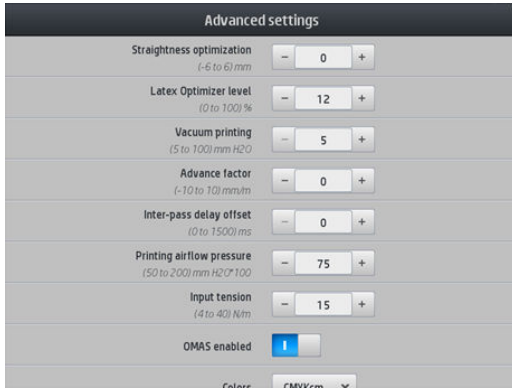 Advanced settings
Straightness optimization
(-6 to 6) mm
− 0 +
Latex Optimizer level
(0 to 100) %
− 12 +
Vacuum printing
(5 to 100) mm H2O
− 5 +
Advance factor
(-10 to 10) mm/m
− 0 +
Inter-pass delay offset
(0 to 1500) ms
− 0 +
Printing airflow pressure
(50 to 200) mm H2O*100
− 75 +
Input tension
(4 to 40) N/m
− 15 +
OMAS enabled
Colors CMYKcm